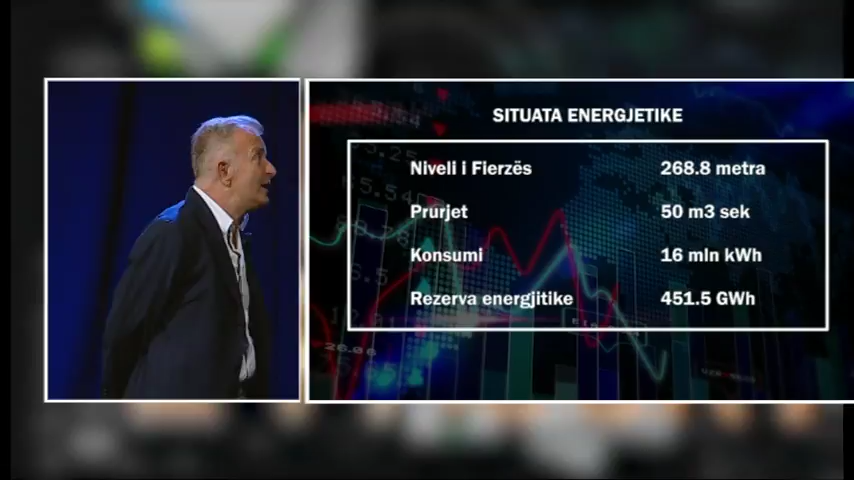 SITUATA ENERGJETIKE
Niveli i Fierzës 268.8 metra
Prurjet 50 m3 sek
Konsumi 16 mln kWh
Rezerva energjitike 451.5 GWh